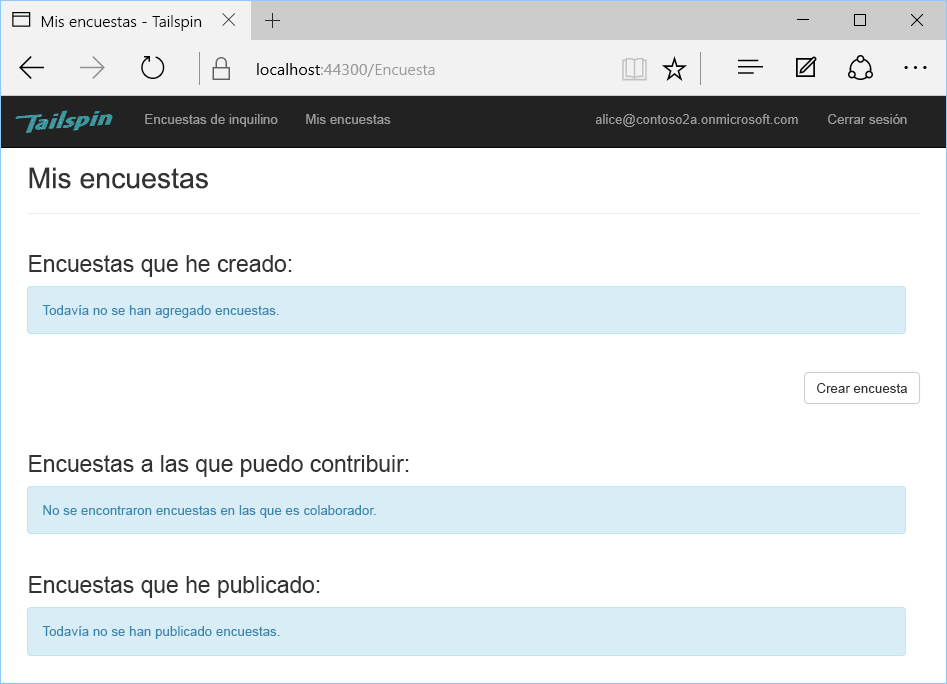 Mis encuestas - Tailspin
localhost:44300/Encuesta
Tailspin Encuestas de inquilino Mis encuestas alice@contoso2a.onmicrosoft.com Cerrar sesión
Mis encuestas
Encuestas que he creado:
Todavía no se han agregado encuestas.
Crear encuesta
Encuestas a las que puedo contribuir:
No se encontraron encuestas en las que es colaborador.
Encuestas que he publicado:
Todavía no se han publicado encuestas.